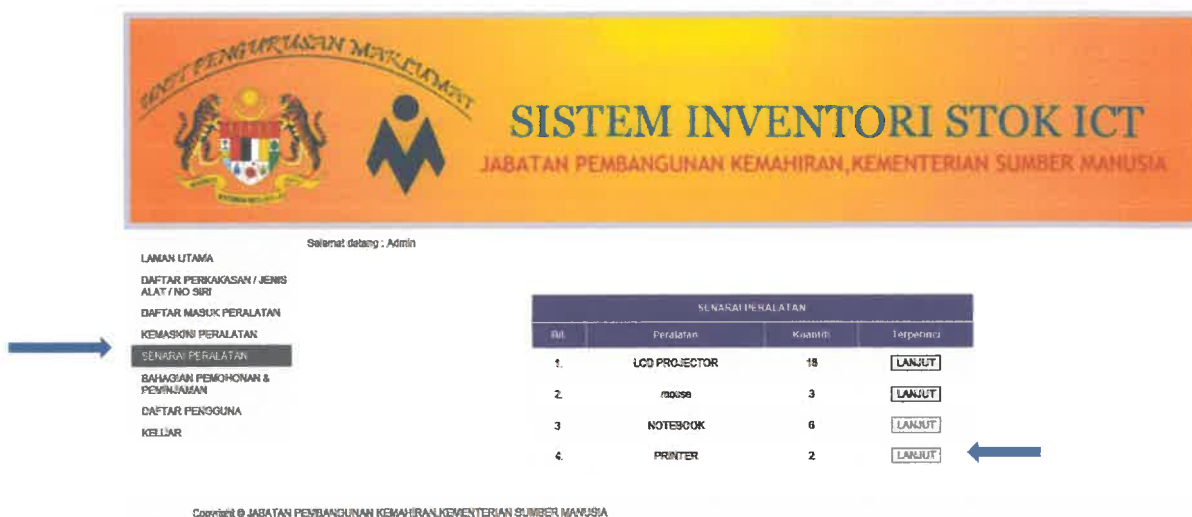 UNIT PENGURUSAN MAKLUMAT
SISTEM INVENTORI STOK ICT
JABATAN PEMBANGUNAN KEMAHIRAN,KEMENTERIAN SUMBER MANUSIA
Selamat datang : Admin
LAMAN UTAMA
DAFTAR PERKAKASAN / JENIS
ALAT / NO SIRI
DAFTAR MASUK PERALATAN
KEMASKINI PERALATAN
SENARAI PERALATAN
BAHAGIAN PEMOHONAN &
PEMINJAMAN
DAFTAR PENGGUNA
KELUAR
SENARAI PERALATAN
Bil. Peralatan Kuantiti Terperinci
1. LCD PROJECTOR 18 LANJUT
2. mouse 3 LANJUT
3 NOTEBOOK 6 LANJUT
4. PRINTER 2 LANJUT
Copyright © JABATAN PEMBANGUNAN KEMAHIRAN,KEMENTERIAN SUMBER MANUSIA